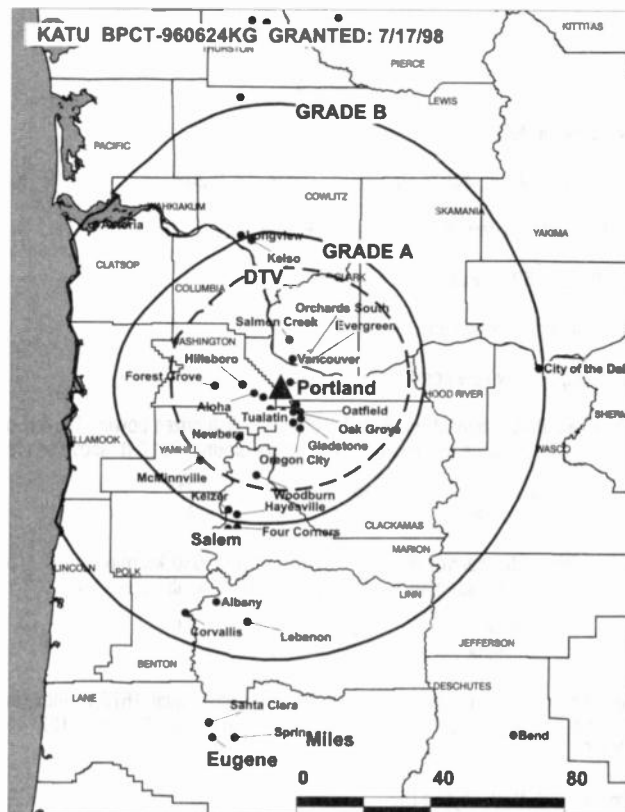 KATU BPCT-960624KG GRANTED: 7/17/98
KITTITAS
THURSTON
PIERCE
LEWIS
GRADE B
PACIFIC
COWLITZ
WAHKIAKUM
SKAMANIA
Astoria
Longview
YAKIMA
GRADE A
Kelso
CLATSOP
DTV
CLARK
COLUMBIA
Orchards South
Salmon Creek
Evergreen
WASHINGTON
Vancouver
Hillsboro
City of the Dal
Forest Grove
Portland
HOOD RIVER
Aloha
Oatfield
SHERM
Tualatin
Oak Grove
Newberg
LLAMOOK
Gladstone
YAMHILL
WASCO
Oregon City
McMinnville
Woodburn
Keizer
Hayesville
CLACKAMAS
Four Corners
Salem
MARION
LINCOLN
POLK
LINN
Albany
Corvallis
Lebanon
JEFFERSON
BENTON
LANE
DESCHUTES
Santa Clara
Sprin
Miles
Bend
Eugene
0 40 80